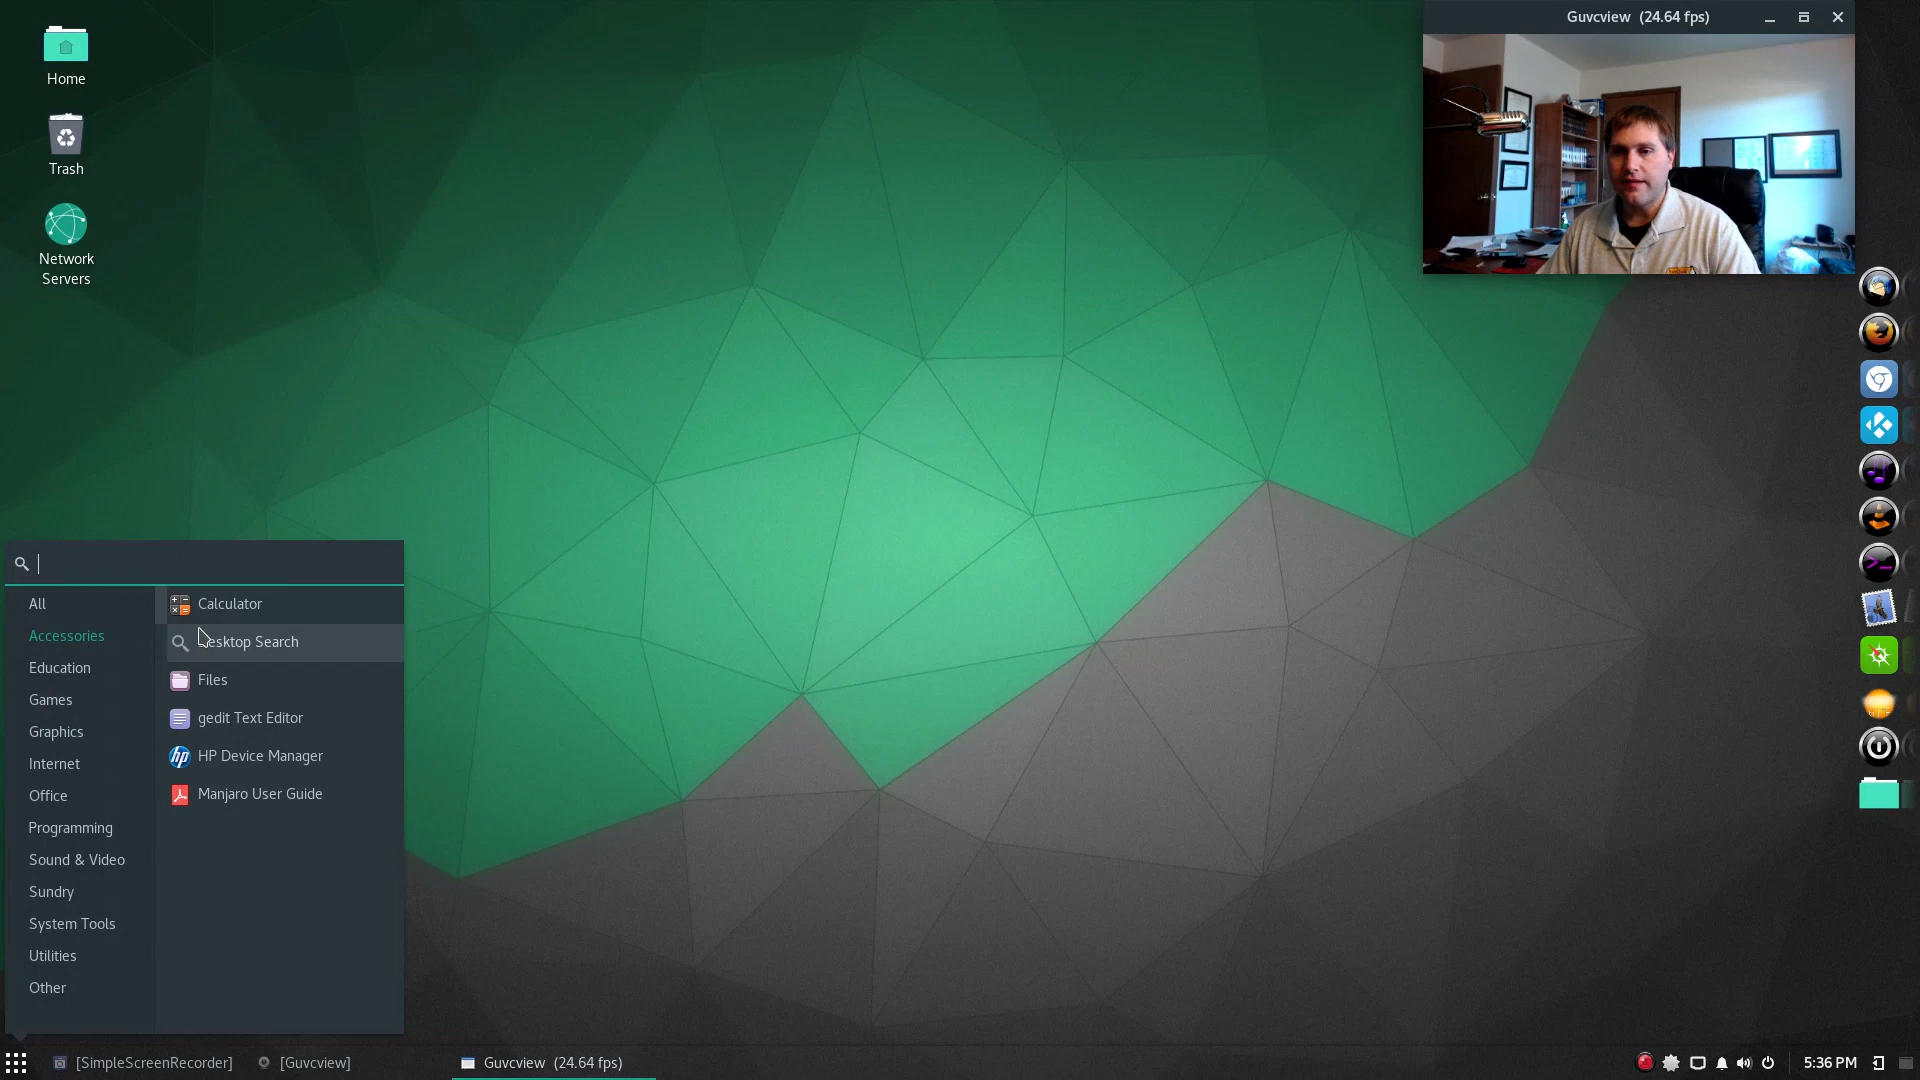 Home
Trash
Network
Servers
Guvcview (24.64 fps)
All
Accessories
Education
Games
Graphics
Internet
Office
Programming
Sound & Video
Sundry
System Tools
Utilities
Other
Calculator
esktop Search
Files
gedit Text Editor
HP Device Manager
Manjaro User Guide
[SimpleScreenRecorder]
[Guvcview]
Guvcview (24.64 fps)
5:36 PM